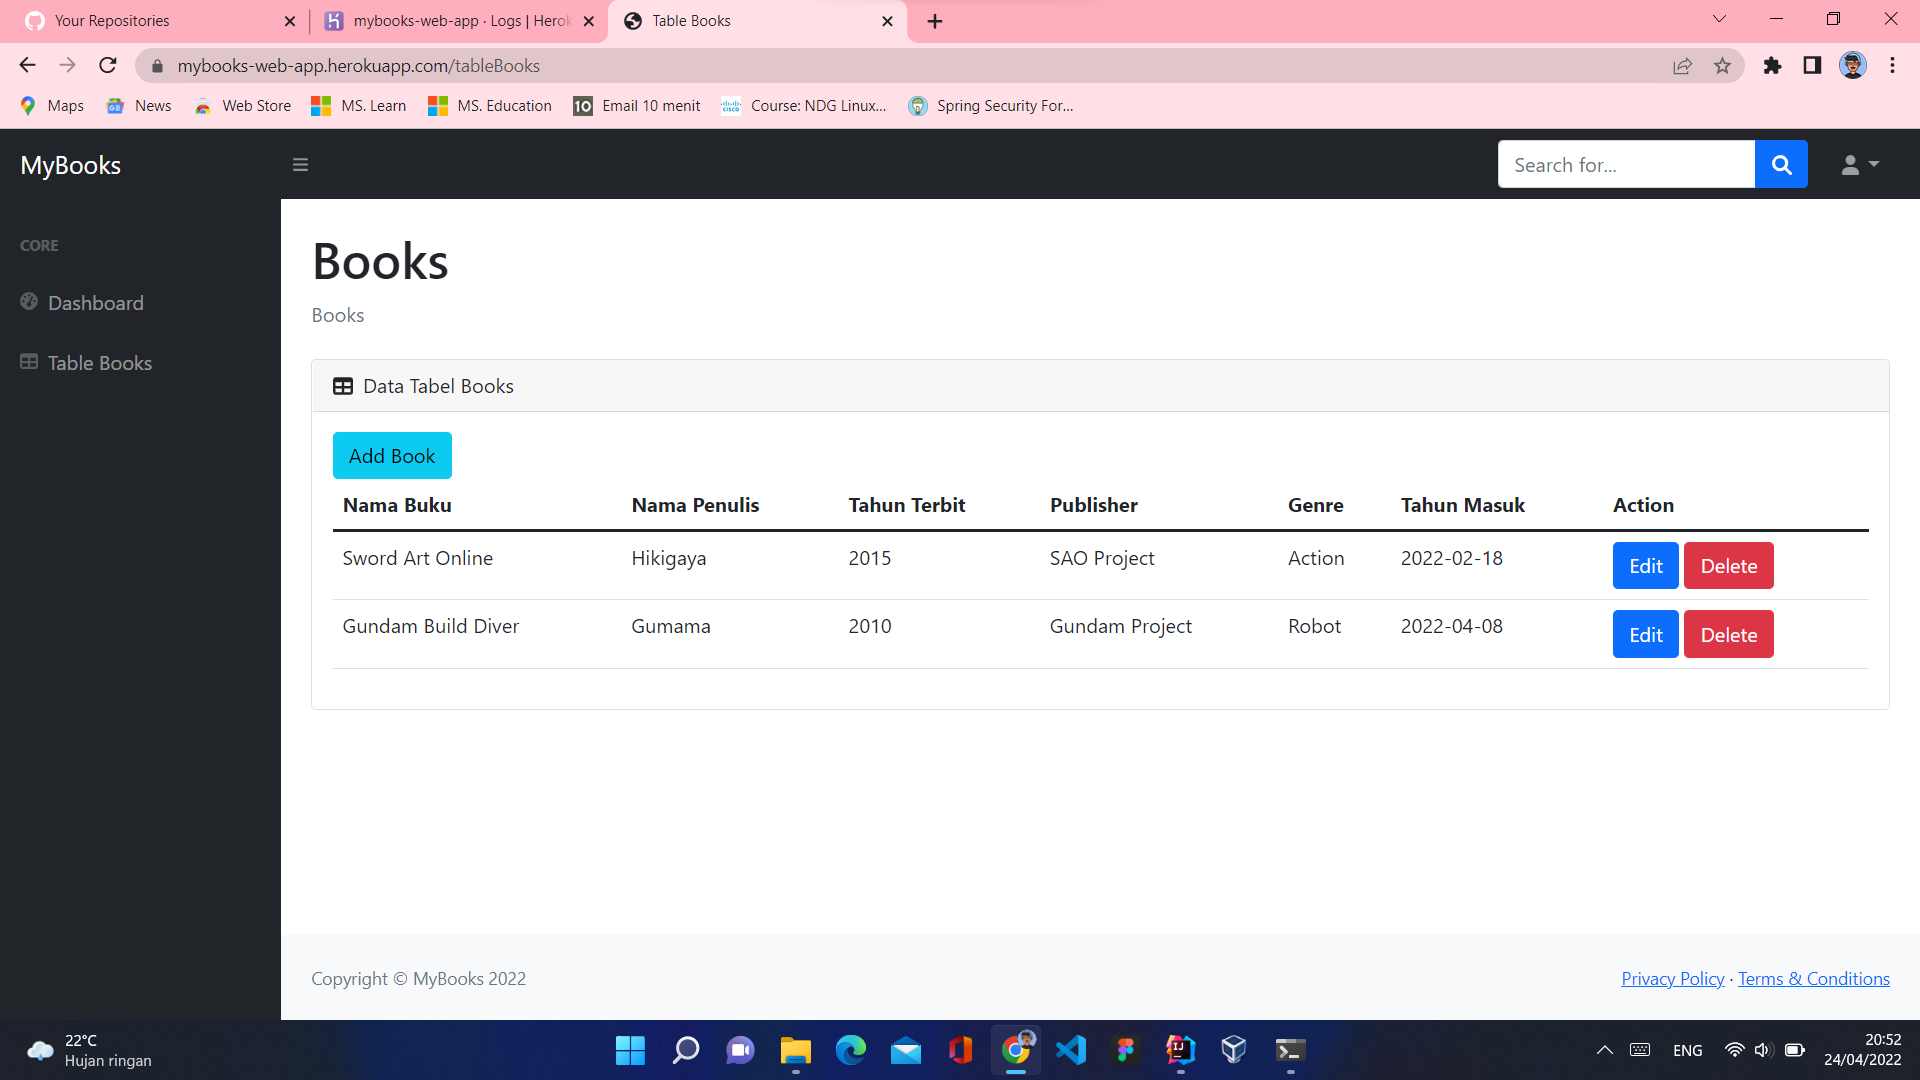 Your Repositories
mybooks-web-app · Logs | Herok
Table Books
mybooks-web-app.herokuapp.com/tableBooks
Maps
News
Web Store
MS. Learn
MS. Education
10 Email 10 menit
cisco Course: NDG Linux...
Spring Security For...
MyBooks
Search for...
CORE
Dashboard
Table Books
Books
Books
Data Tabel Books
Add Book
Nama Buku Nama Penulis Tahun Terbit Publisher Genre Tahun Masuk Action
Sword Art Online Hikigaya 2015 SAO Project Action 2022-02-18 Edit Delete
Gundam Build Diver Gumama 2010 Gundam Project Robot 2022-04-08 Edit Delete
Copyright © MyBooks 2022
Privacy Policy · Terms & Conditions
22°C
Hujan ringan
IJ
ENG
20:52
24/04/2022